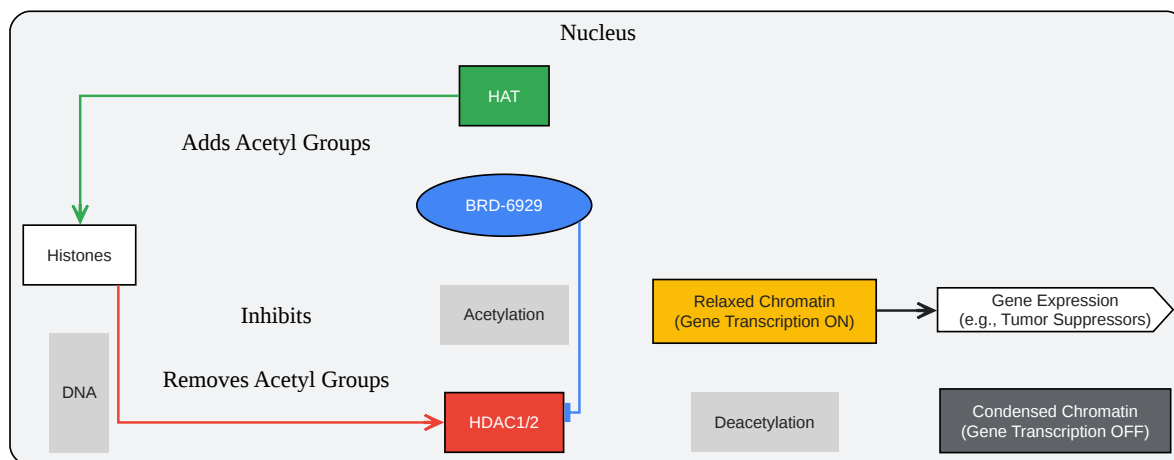 Nucleus
HAT
Adds Acetyl Groups
BRD-6929
Histones
Inhibits
Acetylation
Relaxed Chromatin
(Gene Transcription ON)
Gene Expression
(e.g., Tumor Suppressors)
DNA
Removes Acetyl Groups
HDAC1/2
Deacetylation
Condensed Chromatin
(Gene Transcription OFF)